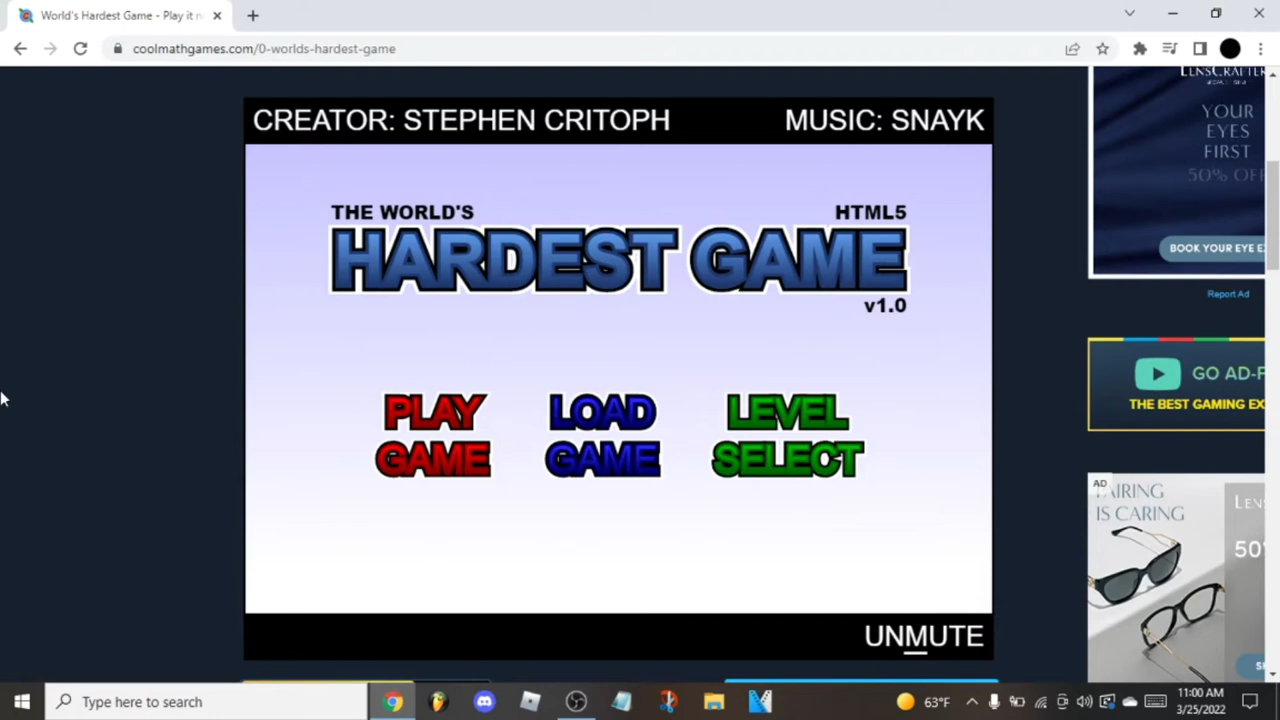 World's Hardest Game - Play it n
coolmathgames.com/0-worlds-hardest-game
CREATOR: STEPHEN CRITOPH
MUSIC: SNAYK
THE WORLD'S
HTML5
HARDEST GAME
v1.0
PLAY GAME
LOAD GAME
LEVEL SELECT
UNMUTE
LENSCRAFTER
YOUR
EYES
FIRST
50% OFF
BOOK YOUR EYE E
Report Ad
GO AD-F
THE BEST GAMING EX
AD
PAIRING
IS CARING
LENS
50%
Type here to search
63°F
11:00 AM
3/25/2022